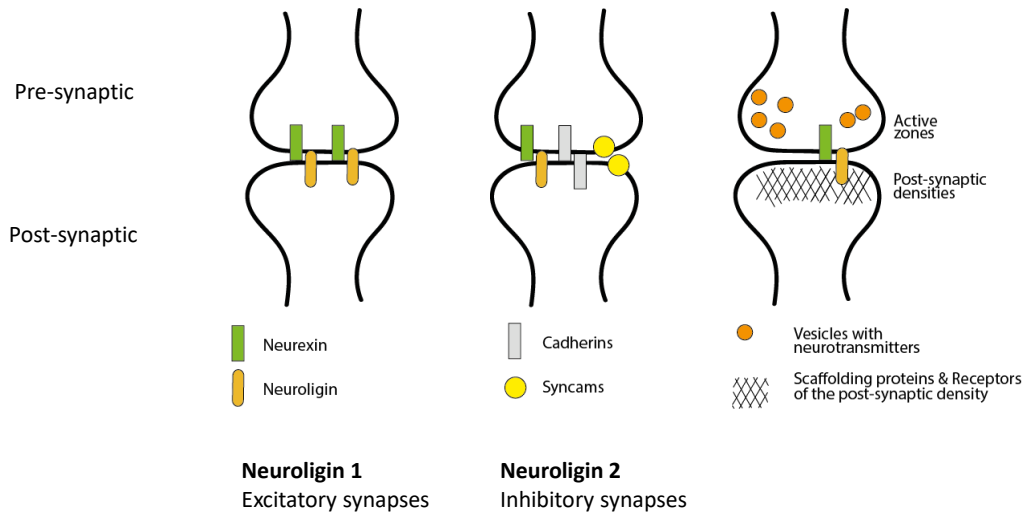 Pre-synaptic
Active
zones
Post-synaptic
densities
Post-synaptic
Neurexin
Neuroligin
Cadherins
Syncams
Vesicles with
neurotransmitters
Scaffolding proteins & Receptors
of the post-synaptic density
Neuroligin 1
Excitatory synapses
Neuroligin 2
Inhibitory synapses